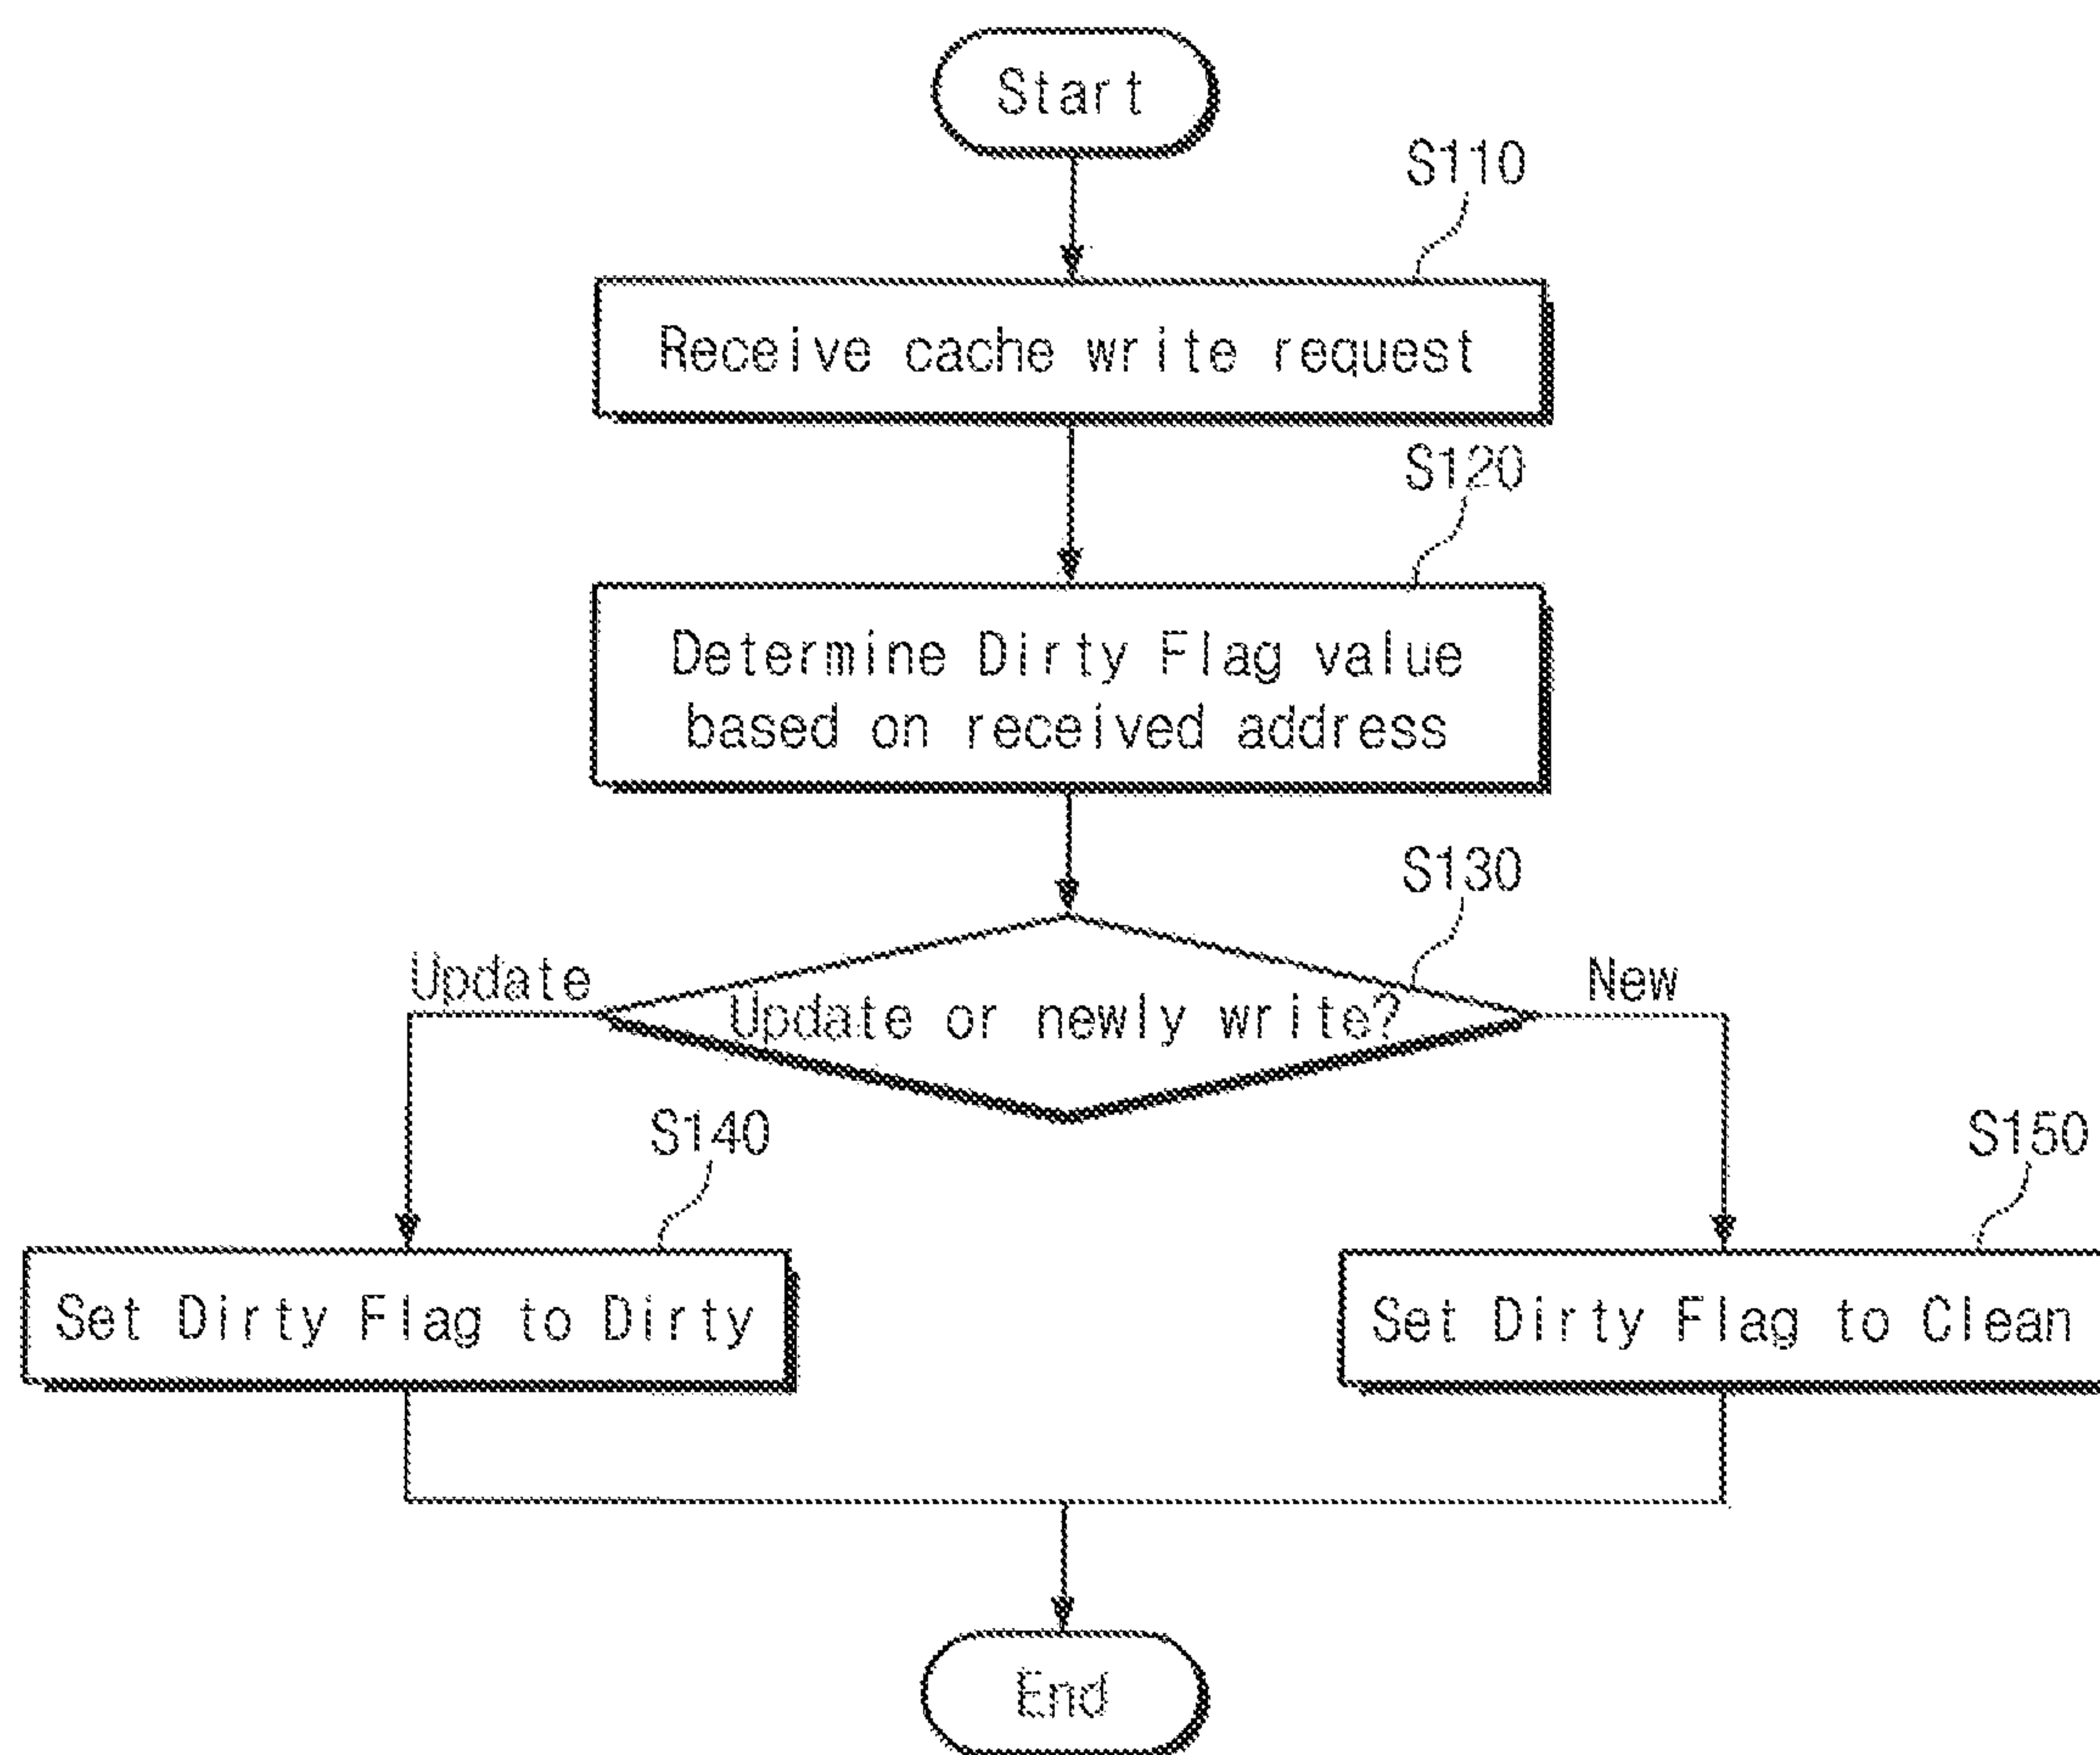 Start
S110
Receive cache write request
S120
Determine Dirty Flag value
based on received address
S130
Update
Update or newly write?
New
S140
S150
Set Dirty Flag to Dirty
Set Dirty Flag to Clean
End